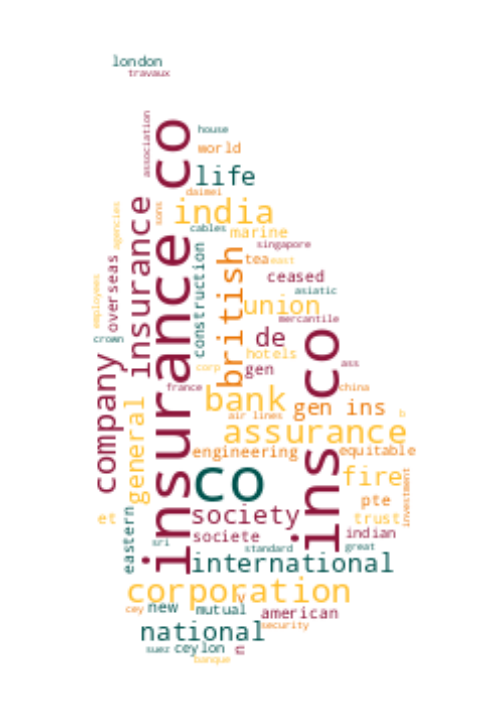 london
travaux
association
insurance co
house
world
life
daimei
sons
india
agencies
insurance
cables
marine
singapore
construction
british
tea
east
overseas
ceased
employees
asiatic
union
mercantile
crown
de
ins co
hotels
company
gen
ass
corp
france
china
general
bank
gen ins
air lines
b
assurance
engineering
equitable
co
fire
investment
pte
et
society
trust
eastern
sri
societe
indian
standard
great
international
corporation
v
cey
new
mutual
american
national
security
suez
ceylon
banque